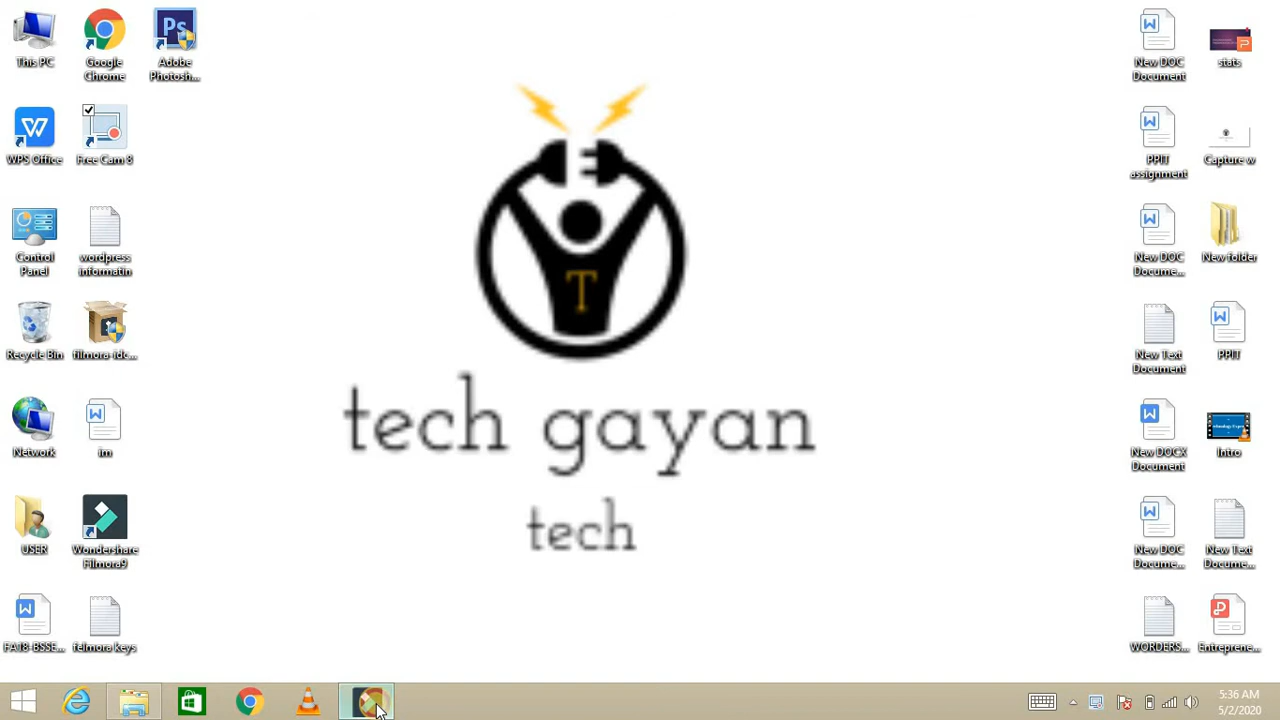 This PC
Google
Chrome
Ps
Adobe
Photosh...
WPS Office
Free Cam 8
Control
Panel
wordpress
informatin
Recycle Bin
filmora-idc...
Network
im
USER
Wondershare
Filmora9
FA18-BSSE...
felmora keys
T
tech gayan
tech
New DOC
Document
stats
PPIT
assignment
Capture w
New DOC
Docume...
New folder
New Text
Document
PPIT
New DOCX
Document
Intro
New DOC
Docume...
New Text
Docume...
WORDERS...
Entreprene...
5:36 AM
5/2/2020